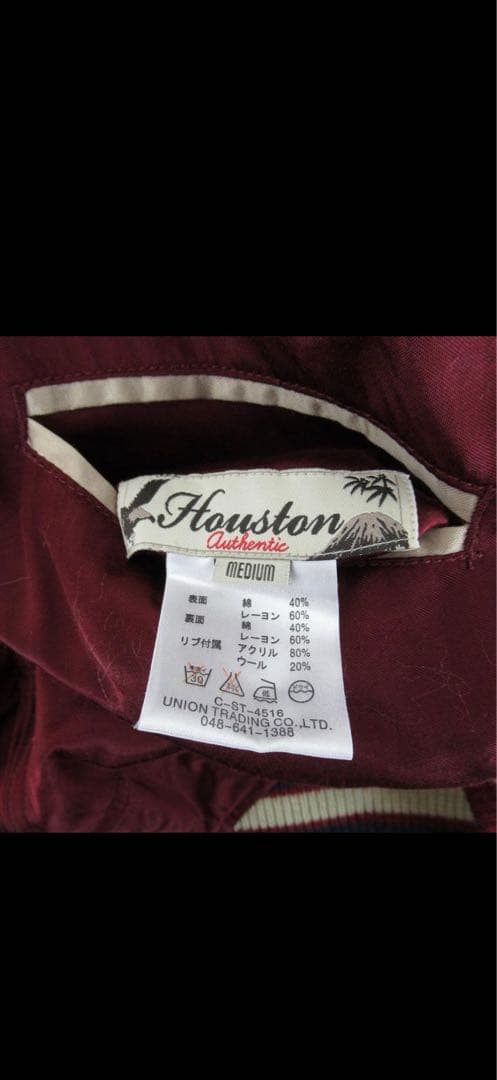 Houston
Authentic
MEDIUM
表面 綿 40%
レーヨン 60%
裏面 綿 40%
レーヨン 60%
リブ付属 アクリル 80%
ウール 20%
30
低
C-ST-4516
UNION TRADING CO.,LTD.
048-641-1388